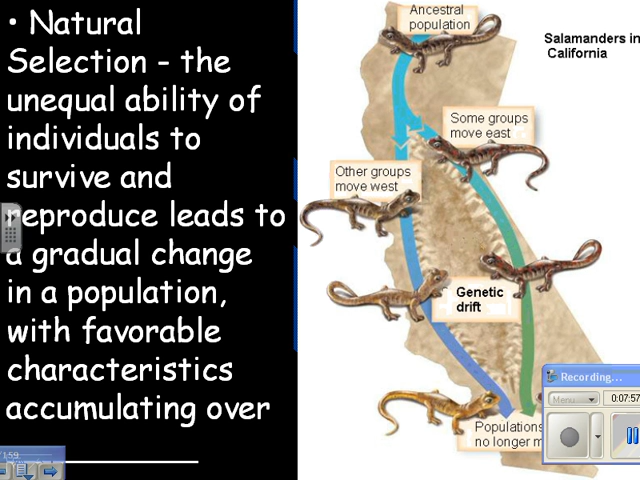 • Natural
Selection - the
unequal ability of
individuals to
survive and
reproduce leads to
a gradual change
in a population,
with favorable
characteristics
accumulating over
Ancestral
population
Salamanders in
California
Some groups
move east
Other groups
move west
Genetic
drift
Populations
no longer m
Recording...
Menu
0:07:57